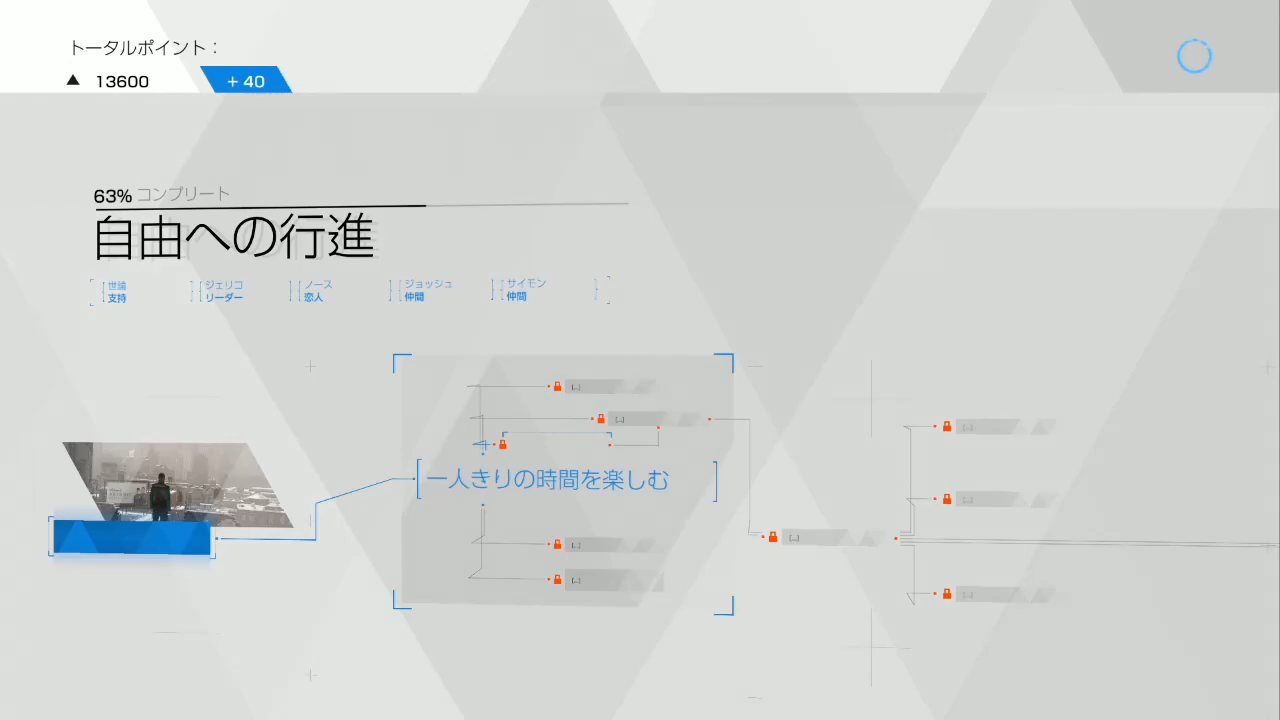 トータルポイント：
▲ 13600 + 40
63% コンプリート
自由への行進
世論 ジェリコ ノース ジョッシュ サイモン
支持 リーダー 恋人 仲間 仲間
[...]
[...]
一人きりの時間を楽しむ
[...]
[...]
[...]
[...]
[...]
[...]